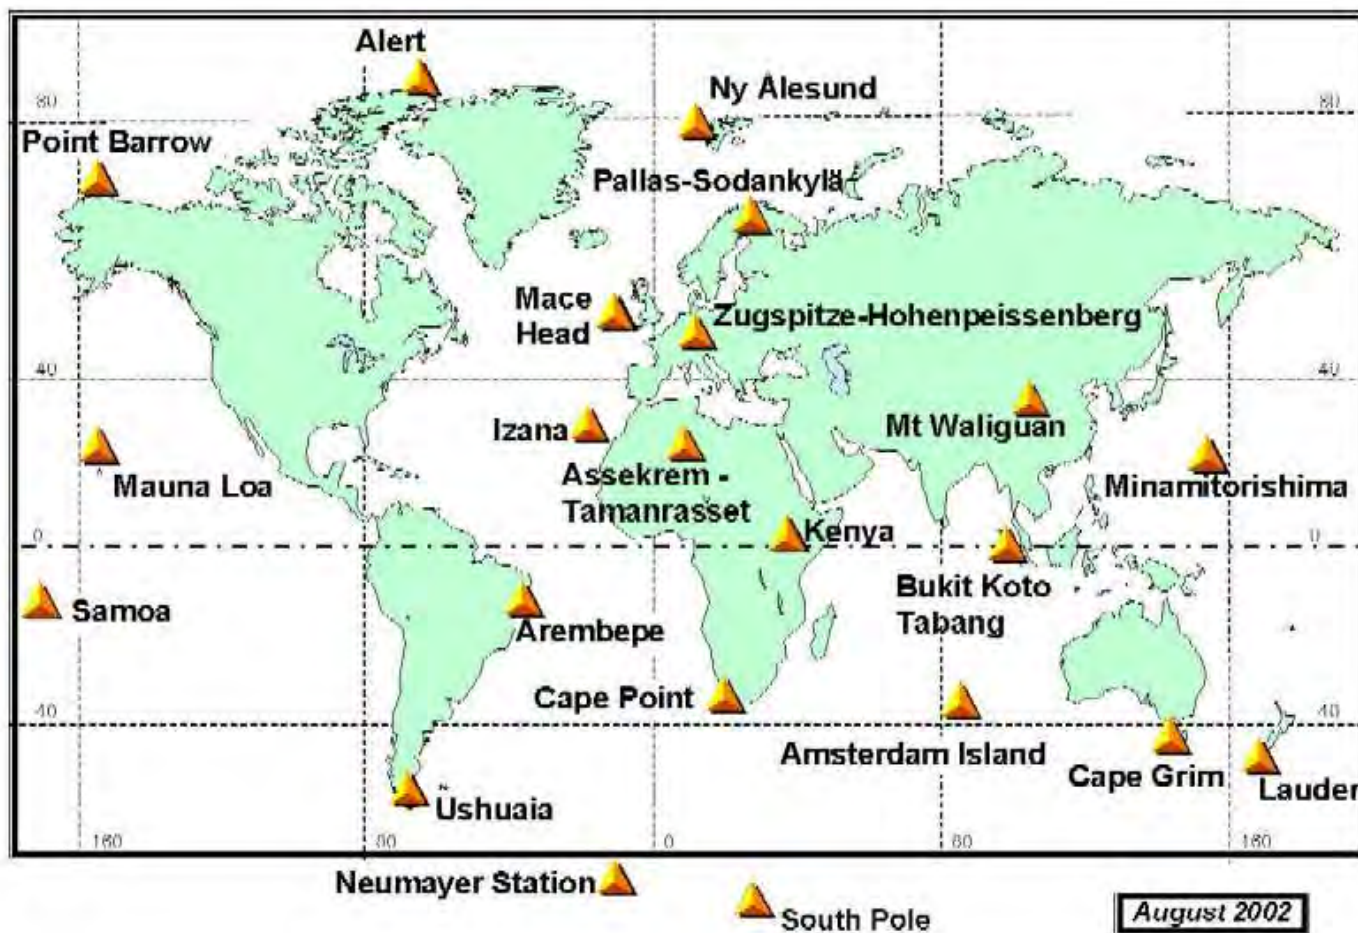 Alert
Ny Alesund
80
80
Point Barrow
Pallas-Sodankylä
Mace
Head
Zugspitze-Hohenpeissenberg
40
40
Izana
Mt Waliguan
Mauna Loa
Assekrem -
Tamanrasset
Minamitorishima
Kenya
0
0
Bukit Koto
Tabang
Samoa
Arembepe
Cape Point
40
40
Amsterdam Island
Cape Grim
Lauder
Ushuaia
160
80
0
80
160
Neumayer Station
South Pole
August 2002